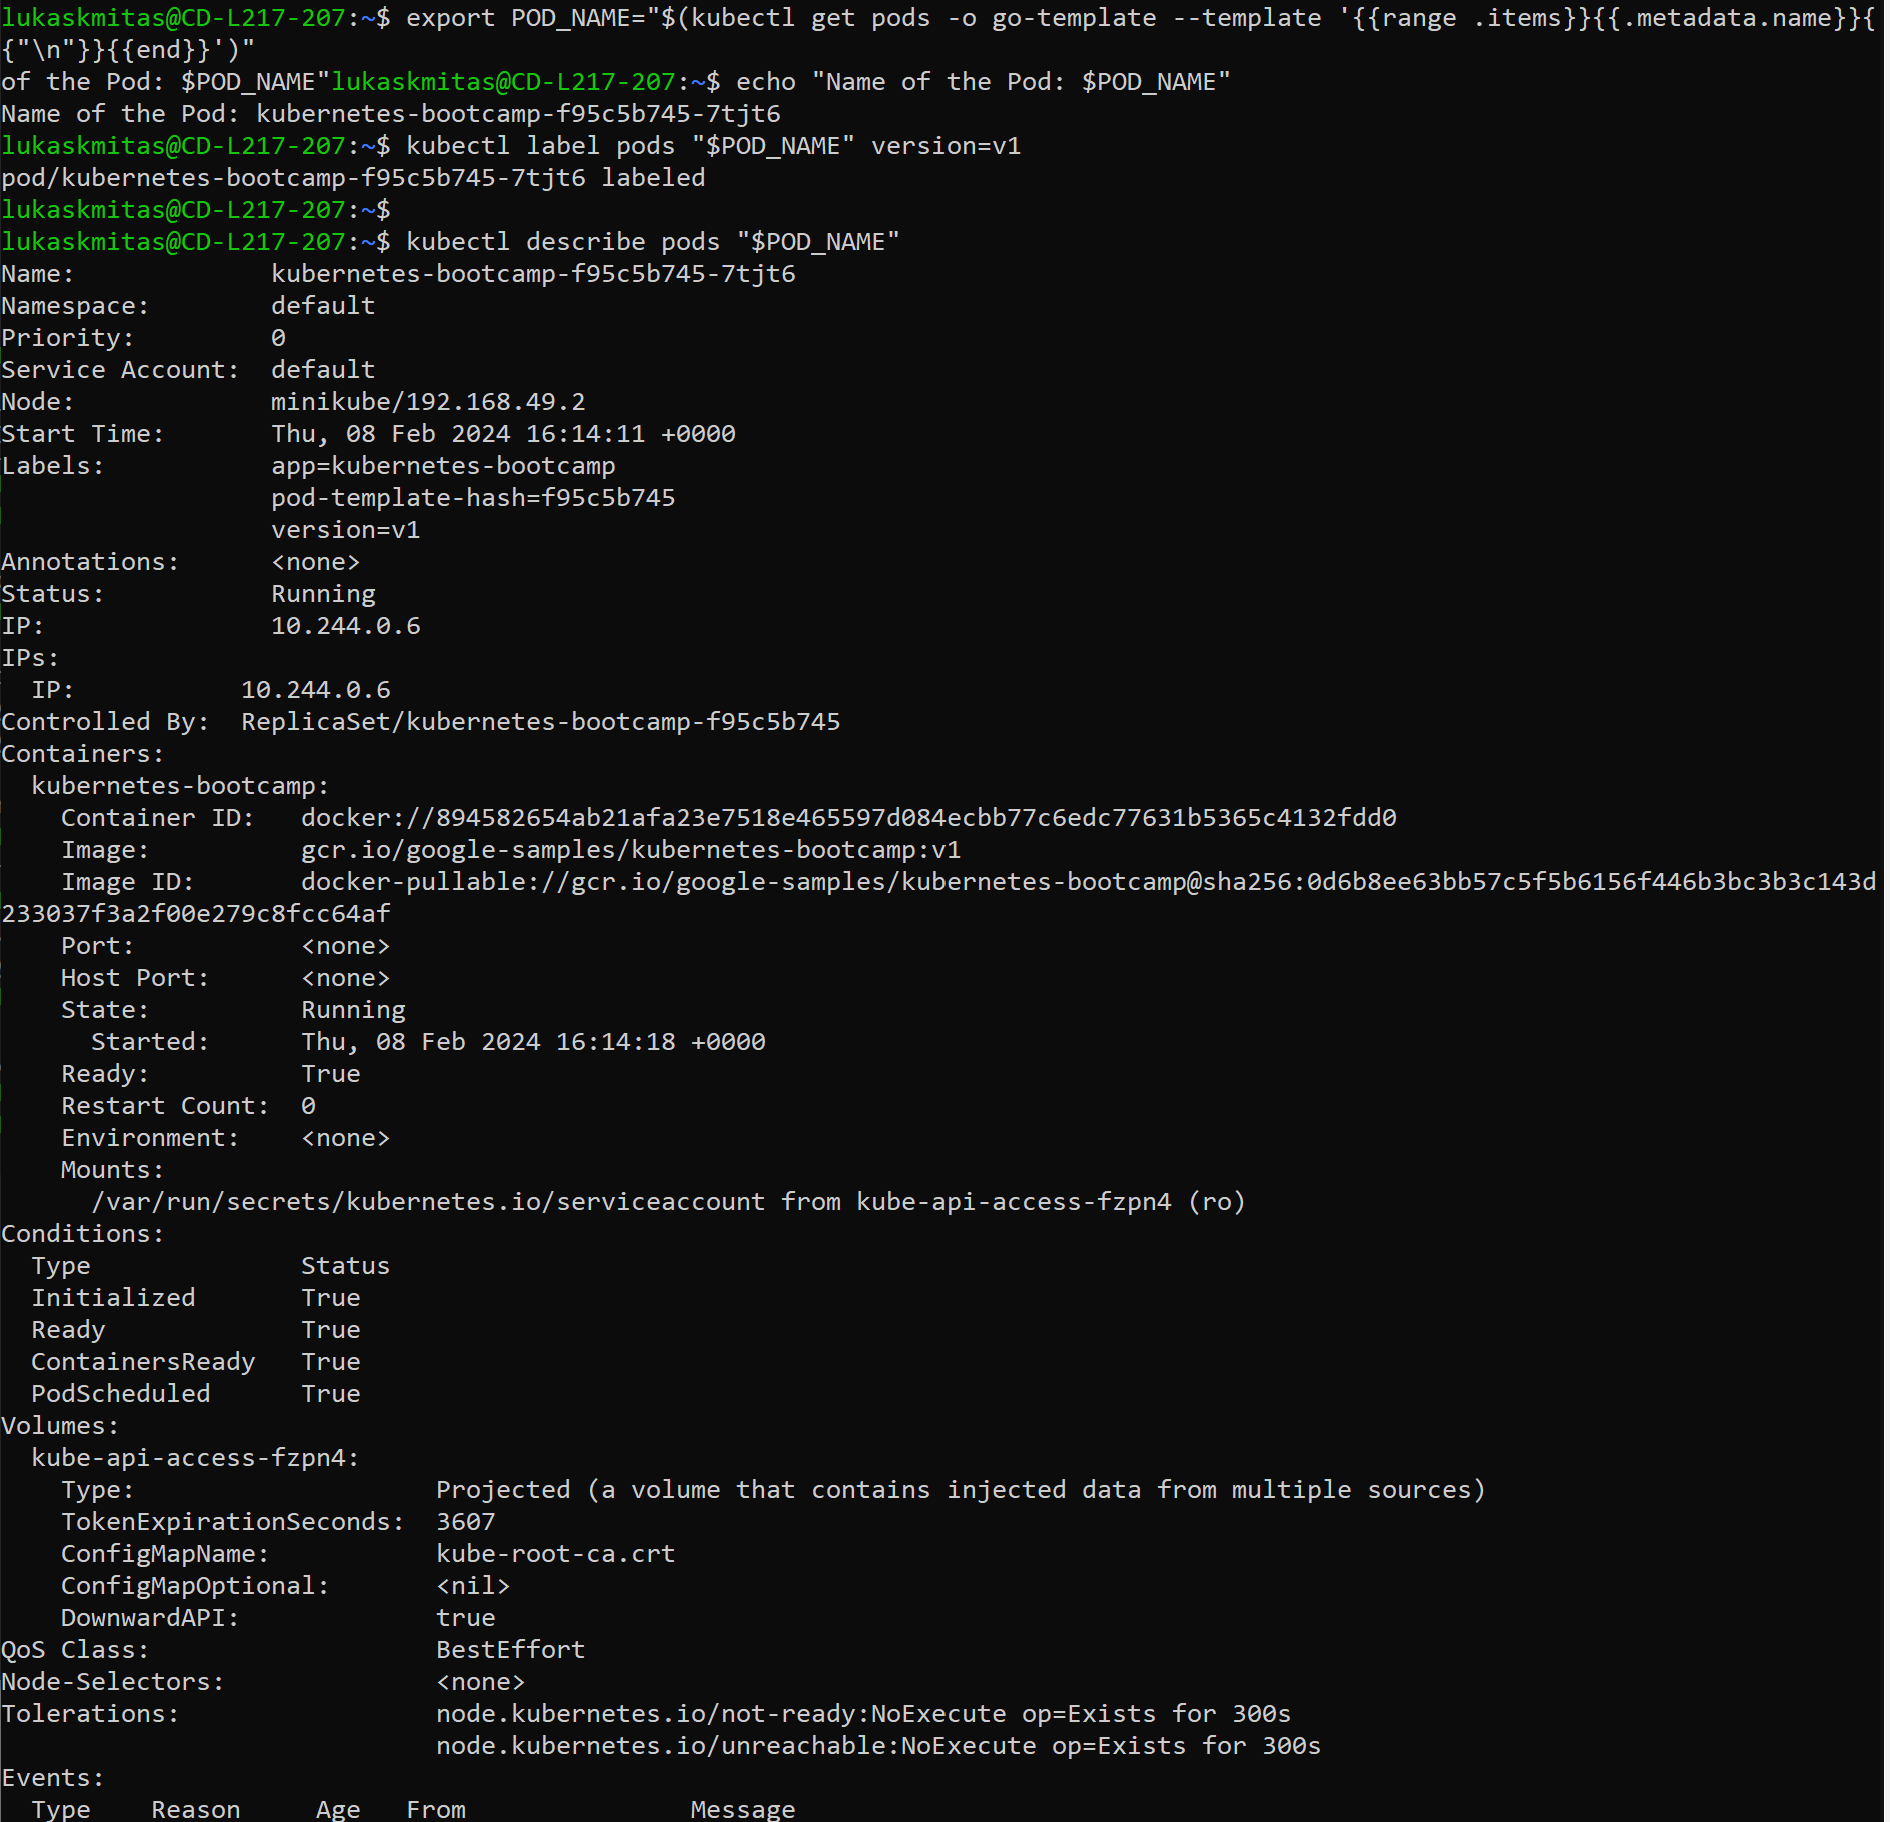 lukaskmitas@CD-L217-207:~$ export POD_NAME="$(kubectl get pods -o go-template --template '{{range .items}}{{.metadata.name}}{
{"\n"}}{{end}}')"
of the Pod: $POD_NAME"lukaskmitas@CD-L217-207:~$ echo "Name of the Pod: $POD_NAME"
Name of the Pod: kubernetes-bootcamp-f95c5b745-7tjt6
lukaskmitas@CD-L217-207:~$ kubectl label pods "$POD_NAME" version=v1
pod/kubernetes-bootcamp-f95c5b745-7tjt6 labeled
lukaskmitas@CD-L217-207:~$
lukaskmitas@CD-L217-207:~$ kubectl describe pods "$POD_NAME"
Name:             kubernetes-bootcamp-f95c5b745-7tjt6
Namespace:        default
Priority:         0
Service Account:  default
Node:             minikube/192.168.49.2
Start Time:       Thu, 08 Feb 2024 16:14:11 +0000
Labels:           app=kubernetes-bootcamp
                  pod-template-hash=f95c5b745
                  version=v1
Annotations:      <none>
Status:           Running
IP:               10.244.0.6
IPs:
  IP:           10.244.0.6
Controlled By:  ReplicaSet/kubernetes-bootcamp-f95c5b745
Containers:
  kubernetes-bootcamp:
    Container ID:   docker://894582654ab21afa23e7518e465597d084ecbb77c6edc77631b5365c4132fdd0
    Image:          gcr.io/google-samples/kubernetes-bootcamp:v1
    Image ID:       docker-pullable://gcr.io/google-samples/kubernetes-bootcamp@sha256:0d6b8ee63bb57c5f5b6156f446b3bc3b3c143d
233037f3a2f00e279c8fcc64af
    Port:           <none>
    Host Port:      <none>
    State:          Running
      Started:      Thu, 08 Feb 2024 16:14:18 +0000
    Ready:          True
    Restart Count:  0
    Environment:    <none>
    Mounts:
      /var/run/secrets/kubernetes.io/serviceaccount from kube-api-access-fzpn4 (ro)
Conditions:
  Type              Status
  Initialized       True
  Ready             True
  ContainersReady   True
  PodScheduled      True
Volumes:
  kube-api-access-fzpn4:
    Type:                    Projected (a volume that contains injected data from multiple sources)
    TokenExpirationSeconds:  3607
    ConfigMapName:           kube-root-ca.crt
    ConfigMapOptional:       <nil>
    DownwardAPI:             true
QoS Class:                   BestEffort
Node-Selectors:              <none>
Tolerations:                 node.kubernetes.io/not-ready:NoExecute op=Exists for 300s
                             node.kubernetes.io/unreachable:NoExecute op=Exists for 300s
Events:
  Type    Reason     Age   From               Message